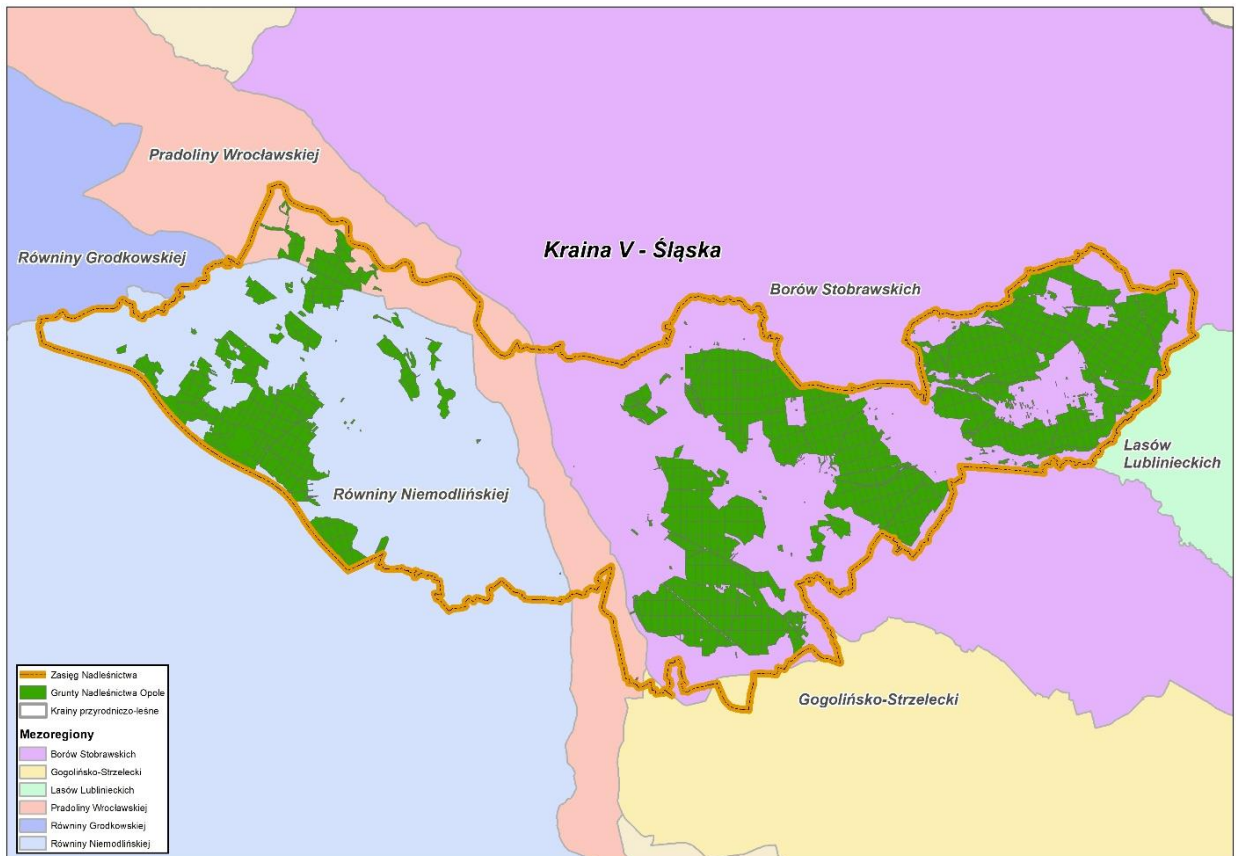 Pradoliny Wrocławskiej
Równiny Grodkowskiej
Kraina V - Śląska
Borów Stobrawskich
Lasów
Lublinieckich
Równiny Niemodlińskiej
Gogolińsko-Strzelecki
Zasięg Nadleśnictwa
Grunty Nadleśnictwa Opole
Krainy przyrodniczo-leśne
Mezoregiony
Borów Stobrawskich
Gogolińsko-Strzelecki
Lasów Lublinieckich
Pradoliny Wrocławskiej
Równiny Grodkowskiej
Równiny Niemodlińskiej